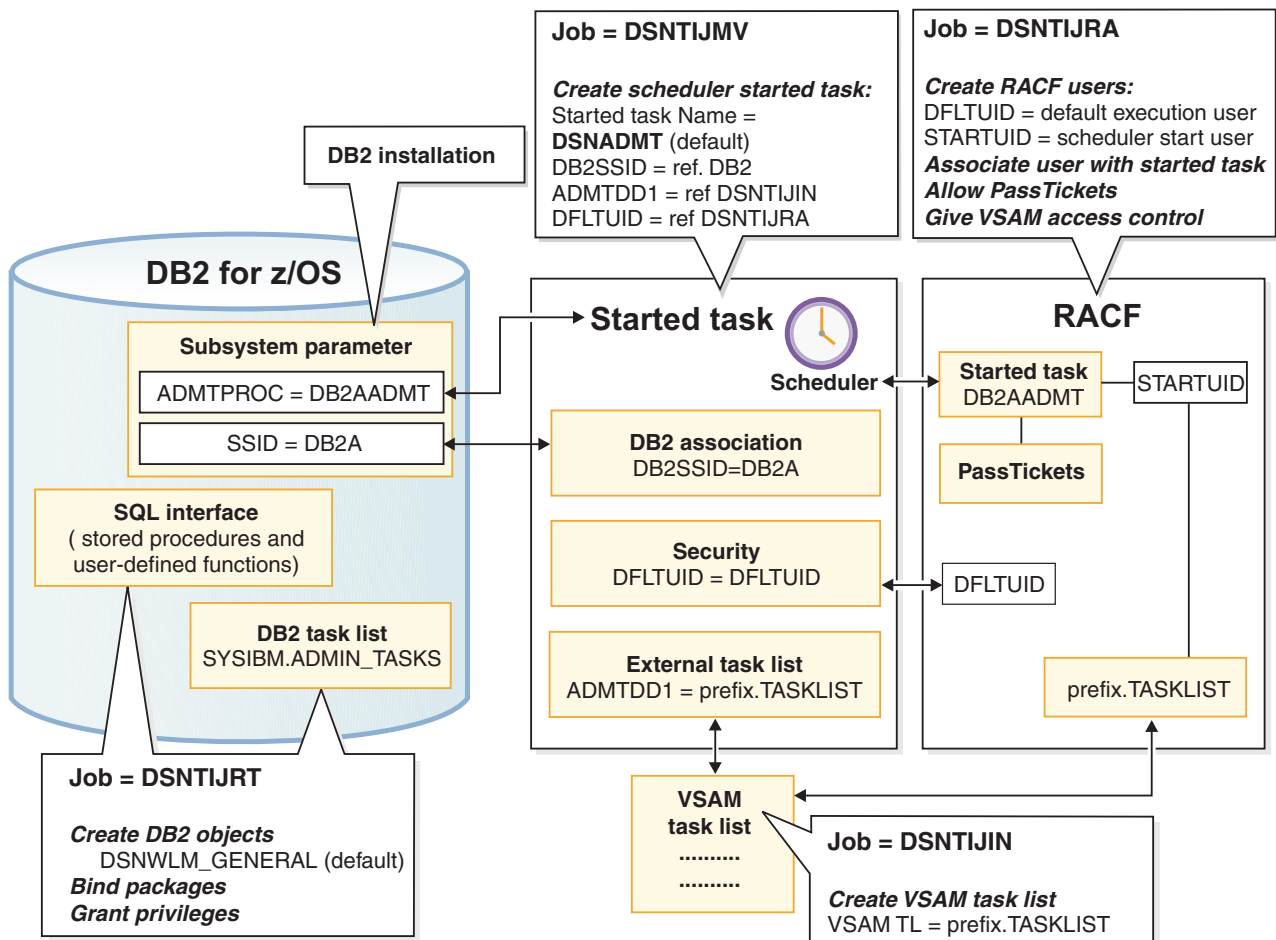 Job = DSNTIJMV
Create scheduler started task:
Started task Name =
DSNADMT (default)
DB2SSID = ref. DB2
ADMTDD1 = ref DSNTIJIN
DFLTUID = ref DSNTIJRA
Job = DSNTIJRA
Create RACF users:
DFLTUID = default execution user
STARTUID = scheduler start user
Associate user with started task
Allow PassTickets
Give VSAM access control
DB2 installation
DB2 for z/OS
Subsystem parameter
ADMTPROC = DB2AADMT
SSID = DB2A
SQL interface
( stored procedures and
user-defined functions)
DB2 task list
SYSIBM.ADMIN_TASKS
Started task
Scheduler
DB2 association
DB2SSID=DB2A
Security
DFLTUID = DFLTUID
External task list
ADMTDD1 = prefix.TASKLIST
RACF
Started task
DB2AADMT
STARTUID
PassTickets
DFLTUID
prefix.TASKLIST
Job = DSNTIJRT
Create DB2 objects
DSNWLM_GENERAL (default)
Bind packages
Grant privileges
VSAM
task list
..........
..........
Job = DSNTIJIN
Create VSAM task list
VSAM TL = prefix.TASKLIST